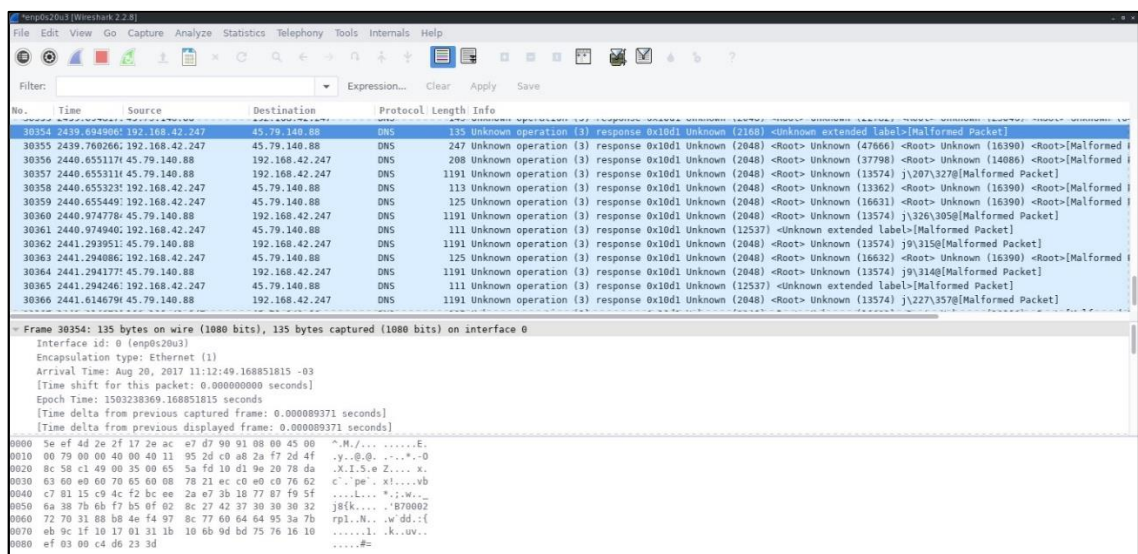 *enp0s20u3 [Wireshark 2.2.8]
File Edit View Go Capture Analyze Statistics Telephony Tools Internals Help
Filter: Expression... Clear Apply Save
No. Time Source Destination Protocol Length Info
30354 2439.694906 192.168.42.247 45.79.140.88 DNS 135 Unknown operation (3) response 0x10d1 Unknown (2168) <Unknown extended label>[Malformed Packet]
30355 2439.760266 192.168.42.247 45.79.140.88 DNS 247 Unknown operation (3) response 0x10d1 Unknown (2048) <Root> Unknown (47666) <Root> Unknown (16390) <Root>[Malformed
30356 2440.655117 45.79.140.88 192.168.42.247 DNS 208 Unknown operation (3) response 0x10d1 Unknown (2048) <Root> Unknown (37798) <Root> Unknown (14086) <Root>[Malformed
30357 2440.655311 45.79.140.88 192.168.42.247 DNS 1191 Unknown operation (3) response 0x10d1 Unknown (2048) <Root> Unknown (13574) j\207\327@[Malformed Packet]
30358 2440.655323 192.168.42.247 45.79.140.88 DNS 113 Unknown operation (3) response 0x10d1 Unknown (2048) <Root> Unknown (13362) <Root> Unknown (16390) <Root>[Malformed
30359 2440.655449 192.168.42.247 45.79.140.88 DNS 125 Unknown operation (3) response 0x10d1 Unknown (2048) <Root> Unknown (16631) <Root> Unknown (16390) <Root>[Malformed
30360 2440.974778 45.79.140.88 192.168.42.247 DNS 1191 Unknown operation (3) response 0x10d1 Unknown (2048) <Root> Unknown (13574) j\326\305@[Malformed Packet]
30361 2440.974940 192.168.42.247 45.79.140.88 DNS 111 Unknown operation (3) response 0x10d1 Unknown (12537) <Unknown extended label>[Malformed Packet]
30362 2441.293951 45.79.140.88 192.168.42.247 DNS 1191 Unknown operation (3) response 0x10d1 Unknown (2048) <Root> Unknown (13574) j9\315@[Malformed Packet]
30363 2441.294086 192.168.42.247 45.79.140.88 DNS 125 Unknown operation (3) response 0x10d1 Unknown (2048) <Root> Unknown (16632) <Root> Unknown (16390) <Root>[Malformed
30364 2441.294177 45.79.140.88 192.168.42.247 DNS 1191 Unknown operation (3) response 0x10d1 Unknown (2048) <Root> Unknown (13574) j9\314@[Malformed Packet]
30365 2441.294246 192.168.42.247 45.79.140.88 DNS 111 Unknown operation (3) response 0x10d1 Unknown (12537) <Unknown extended label>[Malformed Packet]
30366 2441.614679 45.79.140.88 192.168.42.247 DNS 1191 Unknown operation (3) response 0x10d1 Unknown (2048) <Root> Unknown (13574) j\227\357@[Malformed Packet]
Frame 30354: 135 bytes on wire (1080 bits), 135 bytes captured (1080 bits) on interface 0
Interface id: 0 (enp0s20u3)
Encapsulation type: Ethernet (1)
Arrival Time: Aug 20, 2017 11:12:49.168851815 -03
[Time shift for this packet: 0.000000000 seconds]
Epoch Time: 1503238369.168851815 seconds
[Time delta from previous captured frame: 0.000089371 seconds]
[Time delta from previous displayed frame: 0.000089371 seconds]
0000 5e ef 4d 2e 2f 17 2e ac e7 d7 90 91 08 00 45 00 ^.M./... ......E.
0010 00 79 00 00 40 00 40 11 95 2d c0 a8 2a f7 2d 4f .y..@.@. .-..*.-O
0020 8c 58 c1 49 00 35 00 65 5a fd 10 d1 9e 20 78 da .X.I.5.e Z.... x.
0030 63 60 e0 60 70 65 60 08 78 21 ec c0 e0 c0 76 62 c`.`pe`. x!....vb
0040 c7 81 15 c9 4c f2 bc ee 2a e7 3b 18 77 87 f9 5f ....L... *.;.w.._
0050 6a 38 7b 6b f7 b5 0f 02 8c 27 42 37 30 30 30 32 j8{k.... .'B70002
0060 72 70 31 88 b8 4e f4 97 8c 77 60 64 64 95 3a 7b rp1..N.. .w`dd.:{
0070 eb 9c 1f 10 17 01 31 1b 10 6b 9d bd 75 76 16 10 ......1. .k..uv..
0080 ef 03 00 c4 d6 23 3d .....#=